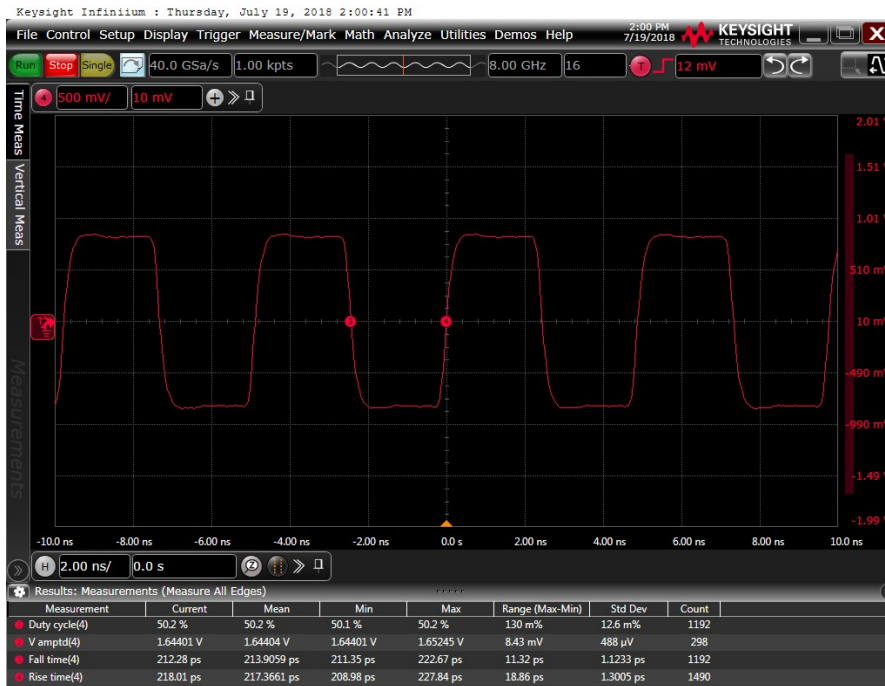 Keysight Infiniium : Thursday, July 19, 2018 2:00:41 PM
File Control Setup Display Trigger Measure/Mark Math Analyze Utilities Demos Help 2:00 PM 7/19/2018 KEYSIGHT TECHNOLOGIES
Run Stop Single 40.0 GSa/s 1.00 kpts 8.00 GHz 16 T 12 mV
4 500 mV/ 10 mV
Time Meas
Vertical Meas
Measurements
2.01 V
1.51 V
1.01 V
510 mV
10 mV
-490 mV
-990 mV
-1.49 V
-1.99 V
3 4
-10.0 ns -8.00 ns -6.00 ns -4.00 ns -2.00 ns 0.0 s 2.00 ns 4.00 ns 6.00 ns 8.00 ns 10.0 ns
H 2.00 ns/ 0.0 s
Results: Measurements (Measure All Edges)
Measurement Current Mean Min Max Range (Max-Min) Std Dev Count
1 Duty cycle(4) 50.2 % 50.2 % 50.1 % 50.2 % 130 m% 12.6 m% 1192
2 V amptd(4) 1.64401 V 1.64404 V 1.64401 V 1.65245 V 8.43 mV 488 µV 298
3 Fall time(4) 212.28 ps 213.9059 ps 211.35 ps 222.67 ps 11.32 ps 1.1233 ps 1192
4 Rise time(4) 218.01 ps 217.3661 ps 208.98 ps 227.84 ps 18.86 ps 1.3005 ps 1490